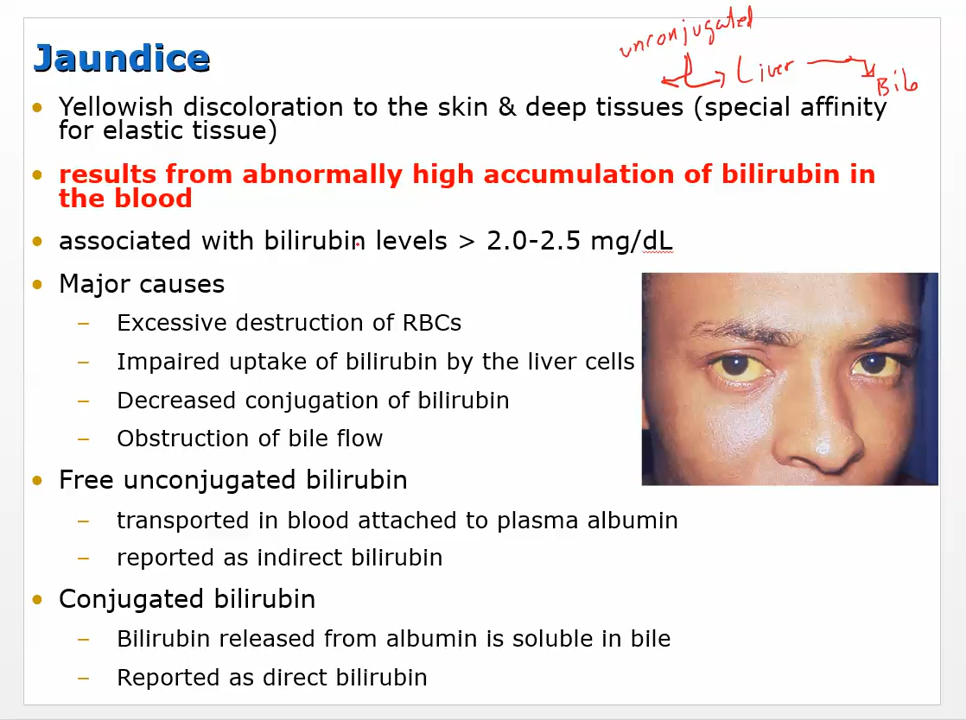 unconjugated
Liver
Bile
Jaundice
• Yellowish discoloration to the skin & deep tissues (special affinity
for elastic tissue)
• results from abnormally high accumulation of bilirubin in
the blood
• associated with bilirubin levels > 2.0-2.5 mg/dL
• Major causes
– Excessive destruction of RBCs
– Impaired uptake of bilirubin by the liver cells
– Decreased conjugation of bilirubin
– Obstruction of bile flow
• Free unconjugated bilirubin
– transported in blood attached to plasma albumin
– reported as indirect bilirubin
• Conjugated bilirubin
– Bilirubin released from albumin is soluble in bile
– Reported as direct bilirubin